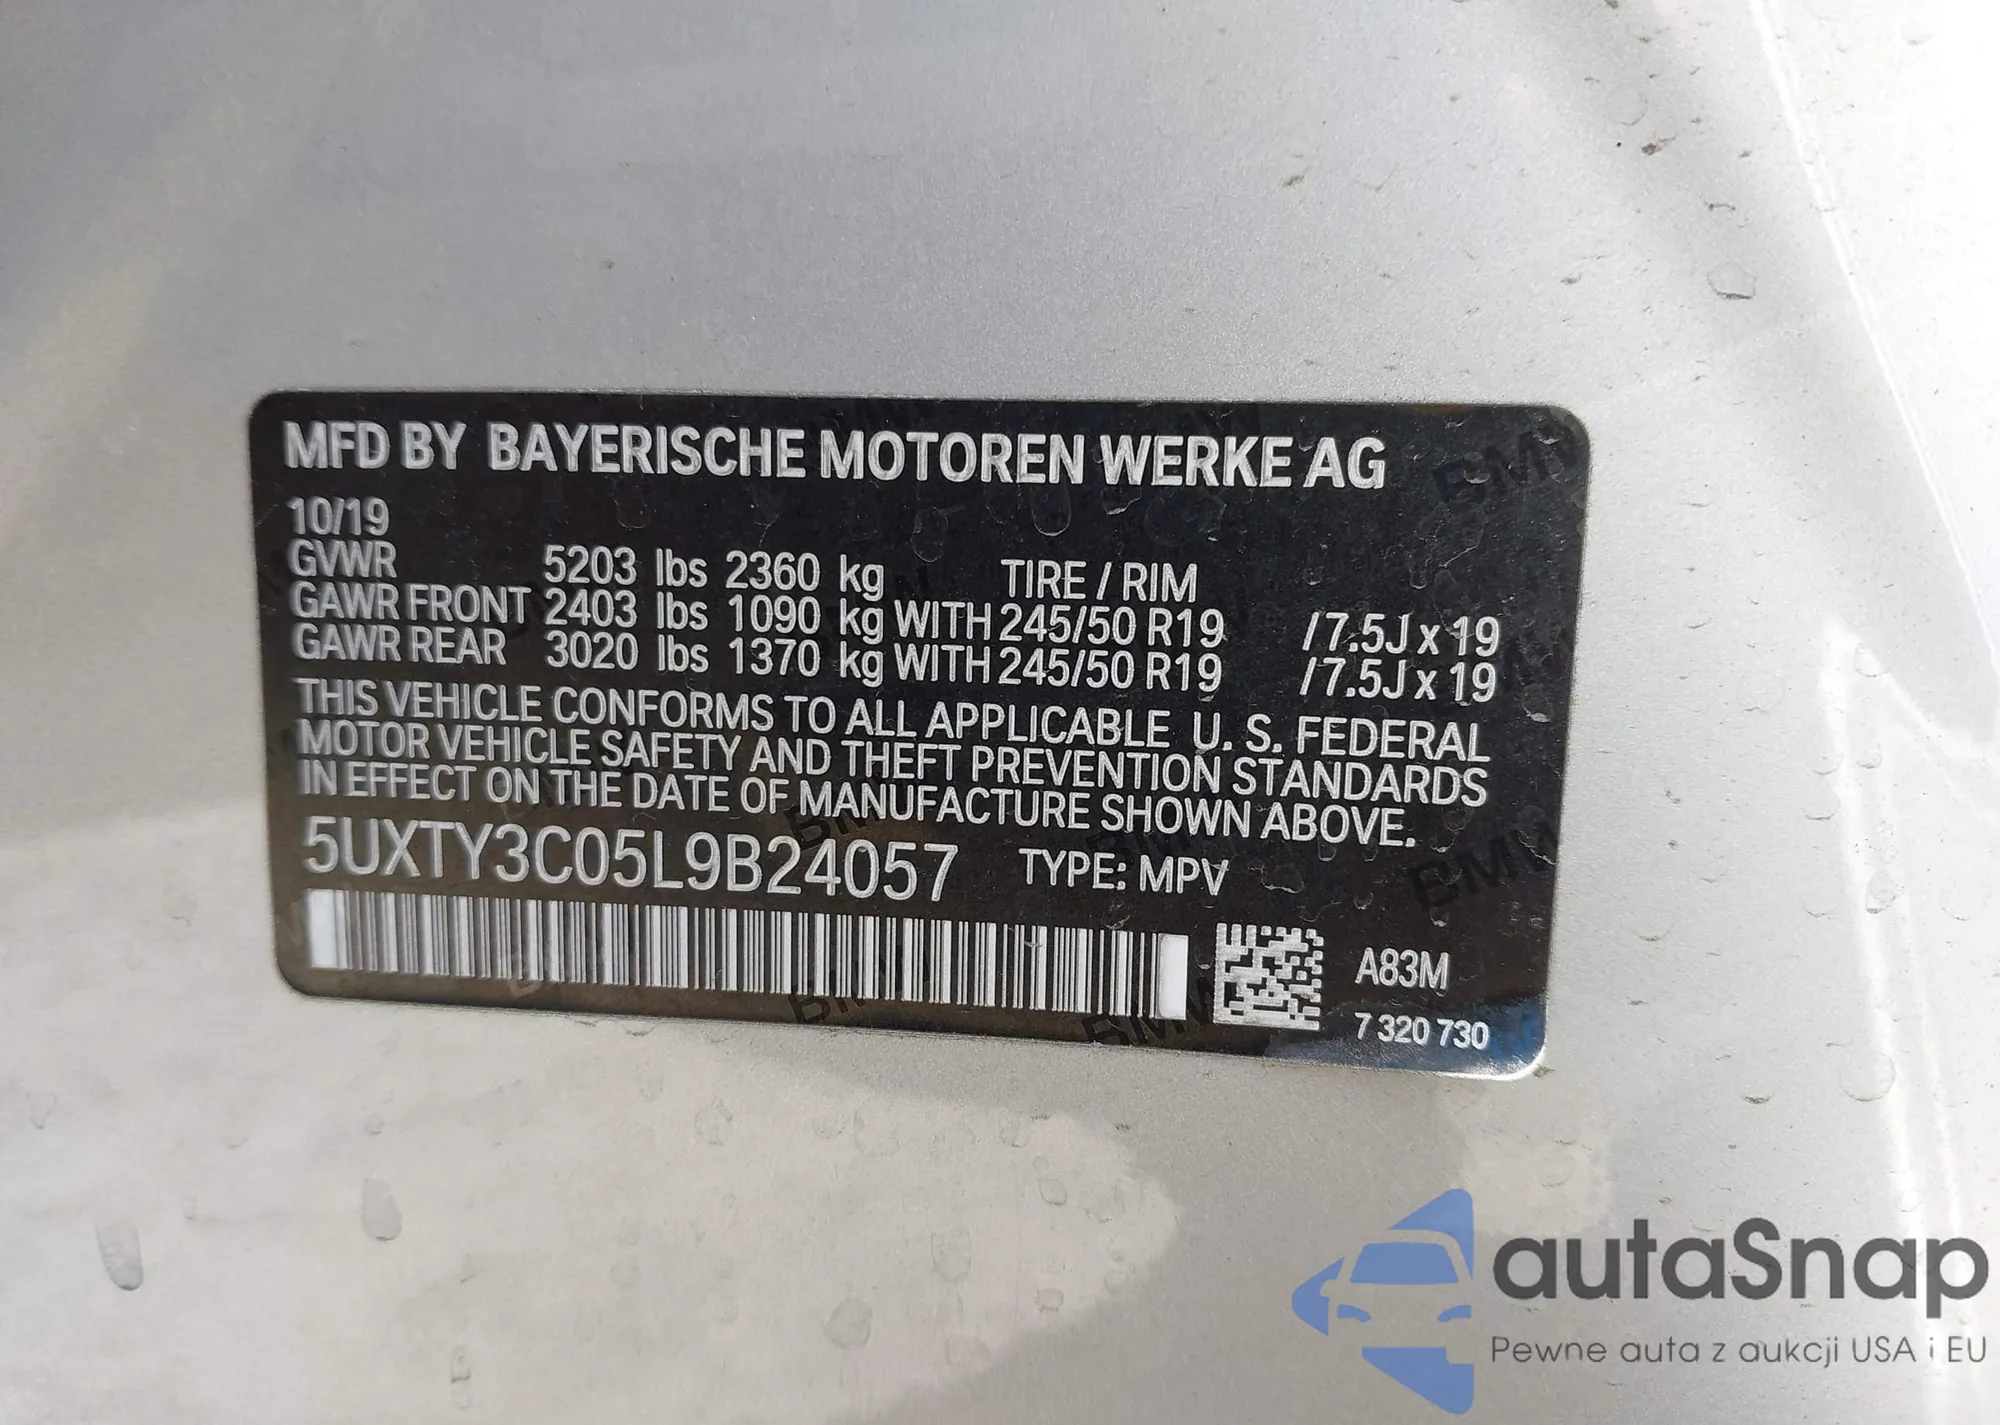 MFD BY BAYERISCHE MOTOREN WERKE AG
10/19
GVWR 5203 lbs 2360 kg TIRE / RIM
GAWR FRONT 2403 lbs 1090 kg WITH 245/50 R19 /7.5J x 19
GAWR REAR 3020 lbs 1370 kg WITH 245/50 R19 /7.5J x 19
THIS VEHICLE CONFORMS TO ALL APPLICABLE U. S. FEDERAL
MOTOR VEHICLE SAFETY AND THEFT PREVENTION STANDARDS
IN EFFECT ON THE DATE OF MANUFACTURE SHOWN ABOVE.
5UXTY3C05L9B24057 TYPE: MPV
A83M
7 320 730
autaSnap
Pewne auta z aukcji USA i EU